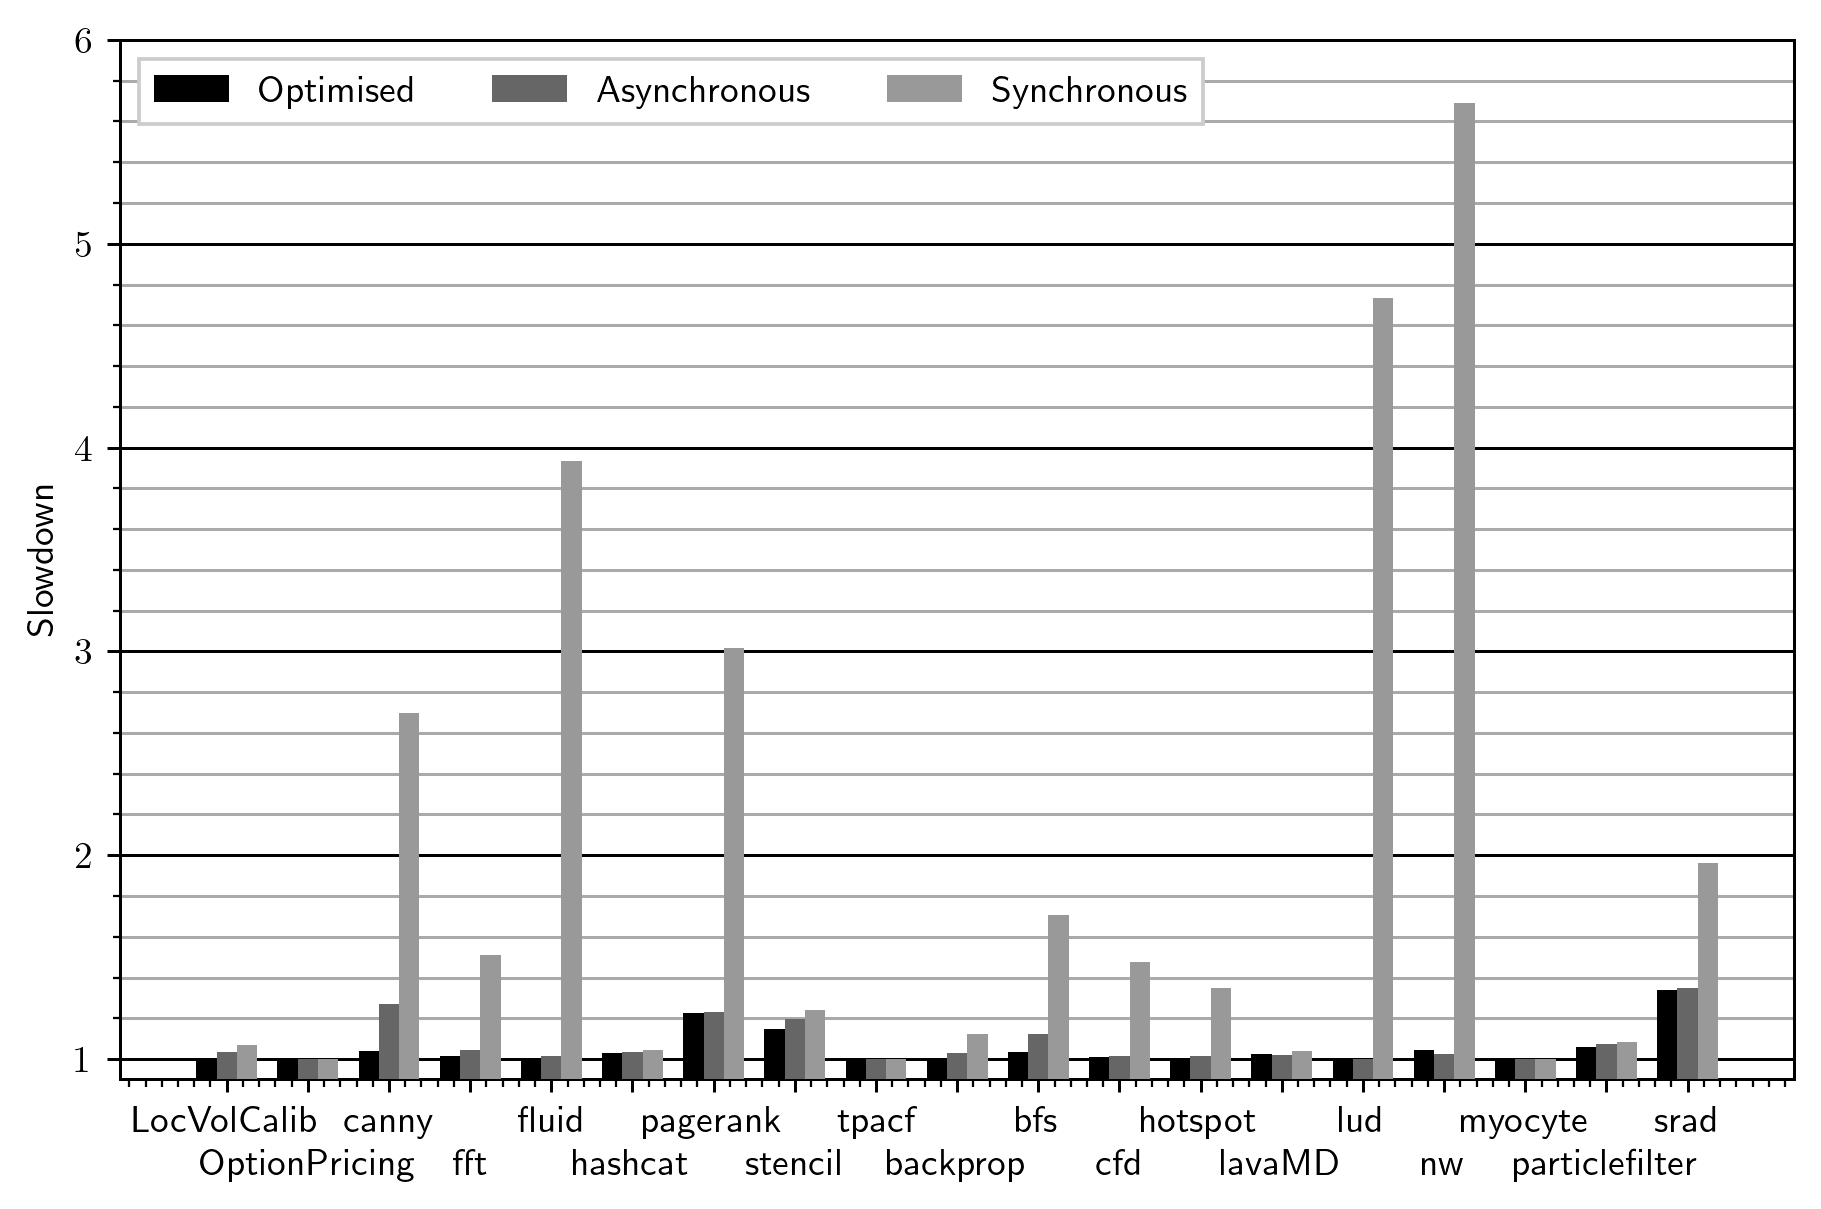 6
Optimised Asynchronous Synchronous
5
4
Slowdown
3
2
1
LocVolCalib canny fluid pagerank tpacf bfs hotspot lud myocyte srad
OptionPricing fft hashcat stencil backprop cfd lavaMD nw particlefilter